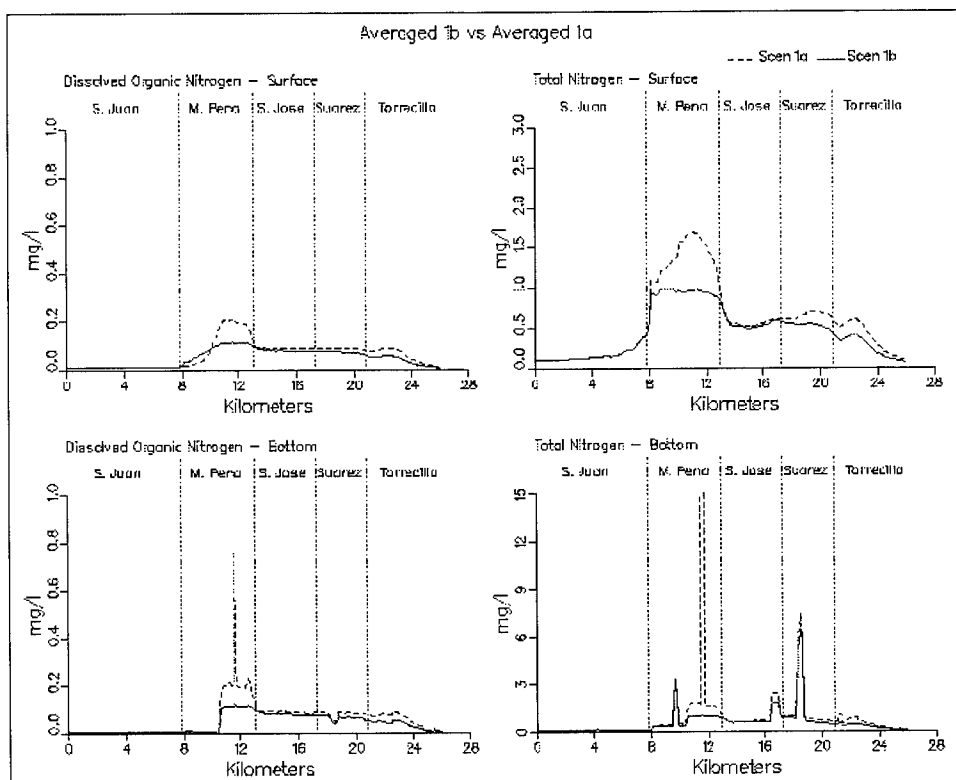 Averaged 1b vs Averaged 1a
Scen 1a Scen 1b
Dissolved Organic Nitrogen – Surface
S. Juan M. Pena S. Jose Suarez Torrecilla
1.0
0.8
0.6
0.4
0.2
0.0
mg/l
0 4 8 12 16 20 24 28
Kilometers
Total Nitrogen – Surface
S. Juan M. Pena S. Jose Suarez Torrecilla
3.0
2.5
2.0
1.5
1.0
0.5
0.0
mg/l
0 4 8 12 16 20 24 28
Kilometers
Dissolved Organic Nitrogen – Bottom
S. Juan M. Pena S. Jose Suarez Torrecilla
1.0
0.8
0.6
0.4
0.2
0.0
mg/l
0 4 8 12 16 20 24 28
Kilometers
Total Nitrogen – Bottom
S. Juan M. Pena S. Jose Suarez Torrecilla
15
12
9
6
3
0
mg/l
0 4 8 12 16 20 24 28
Kilometers